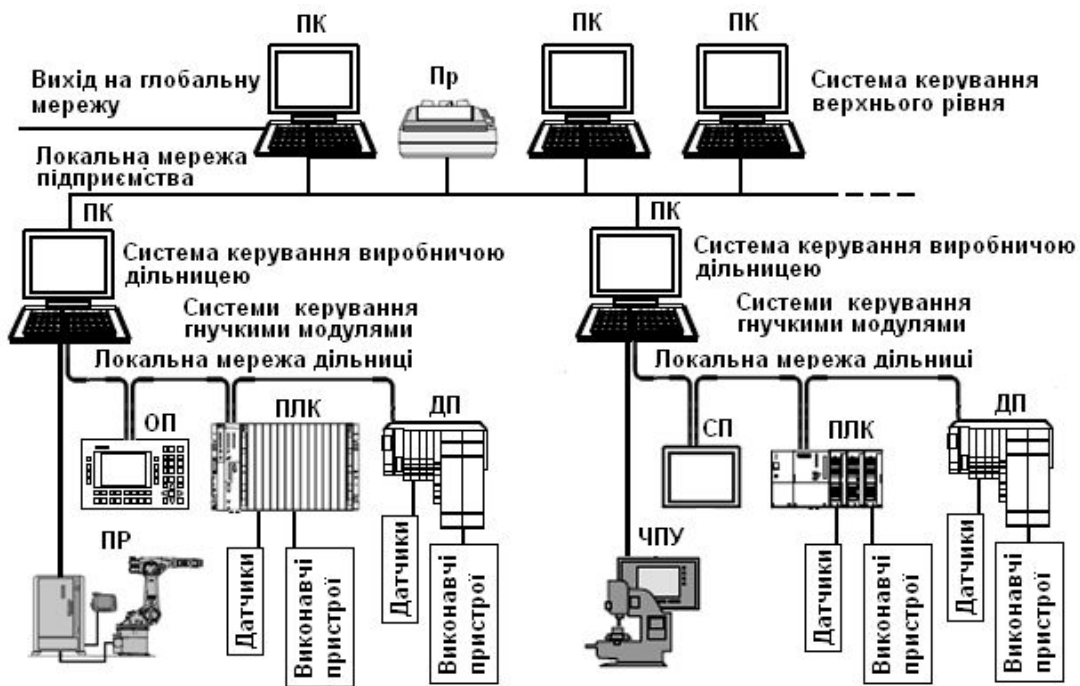 ПК
ПК
ПК
Вихід на глобальну
мережу
Пр
Система керування
верхнього рівня
Локальна мережа
підприємства
ПК
Система керування виробничою
дільницею
Системи керування
гнучкими модулями
Локальна мережа дільниці
ОП
ПЛК
ДП
ПР
Датчики
Виконавчі
пристрої
Датчики
Виконавчі
пристрої
ПК
Система керування виробничою
дільницею
Системи керування
гнучкими модулями
Локальна мережа дільниці
СП
ПЛК
ДП
ЧПУ
Датчики
Виконавчі
пристрої
Датчики
Виконавчі
пристрої